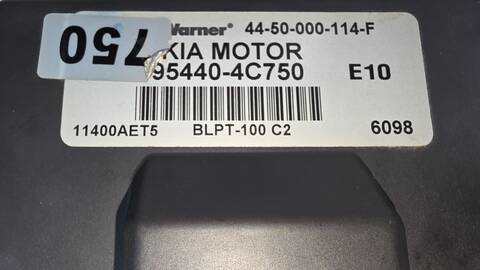 Warner 44-50-000-114-F
KIA MOTOR
95440-4C750 E10
11400AET5 BLPT-100 C2 6098
750